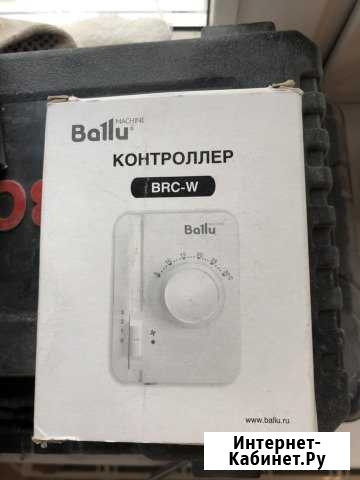 MACHINE
Ballu®
КОНТРОЛЛЕР
BRC-W
Ballu
www.ballu.ru
Интернет-
Кабинет.Ру